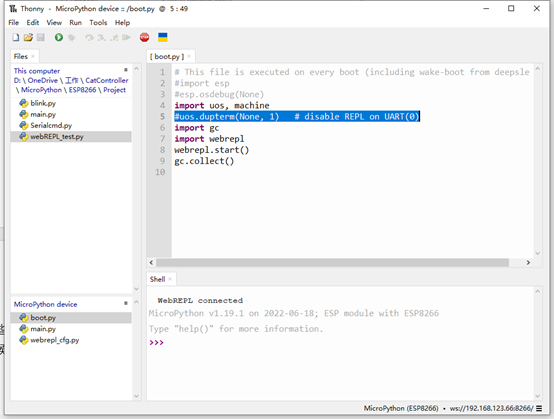 Thonny - MicroPython device = /boot.py @ 5 : 49
File Edit View Run Tools Help
Files
This computer
D: \ OneDrive \ 工作 \ CatController
\ MicroPython \ ESP8266 \ Project
blink.py
main.py
Serialcmd.py
webREPL_test.py
MicroPython device
boot.py
main.py
webrepl_cfg.py
[ boot.py ]
1 # This file is executed on every boot (including wake-boot from deepsle
2 #import esp
3 #esp.osdebug(None)
4 import uos, machine
5 #uos.dupterm(None, 1) # disable REPL on UART(0)
6 import gc
7 import webrepl
8 webrepl.start()
9 gc.collect()
10
Shell
WebREPL connected
MicroPython v1.19.1 on 2022-06-18; ESP module with ESP8266
Type "help()" for more information.
>>>
MicroPython (ESP8266) • ws://192.168.123.66:8266/